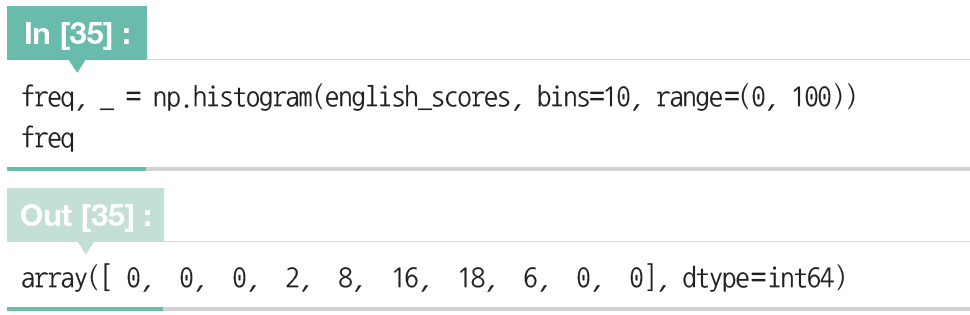 In [35] :
freq, _ = np.histogram(english_scores, bins=10, range=(0, 100))
freq
Out [35] :
array([ 0, 0, 0, 2, 8, 16, 18, 6, 0, 0], dtype=int64)